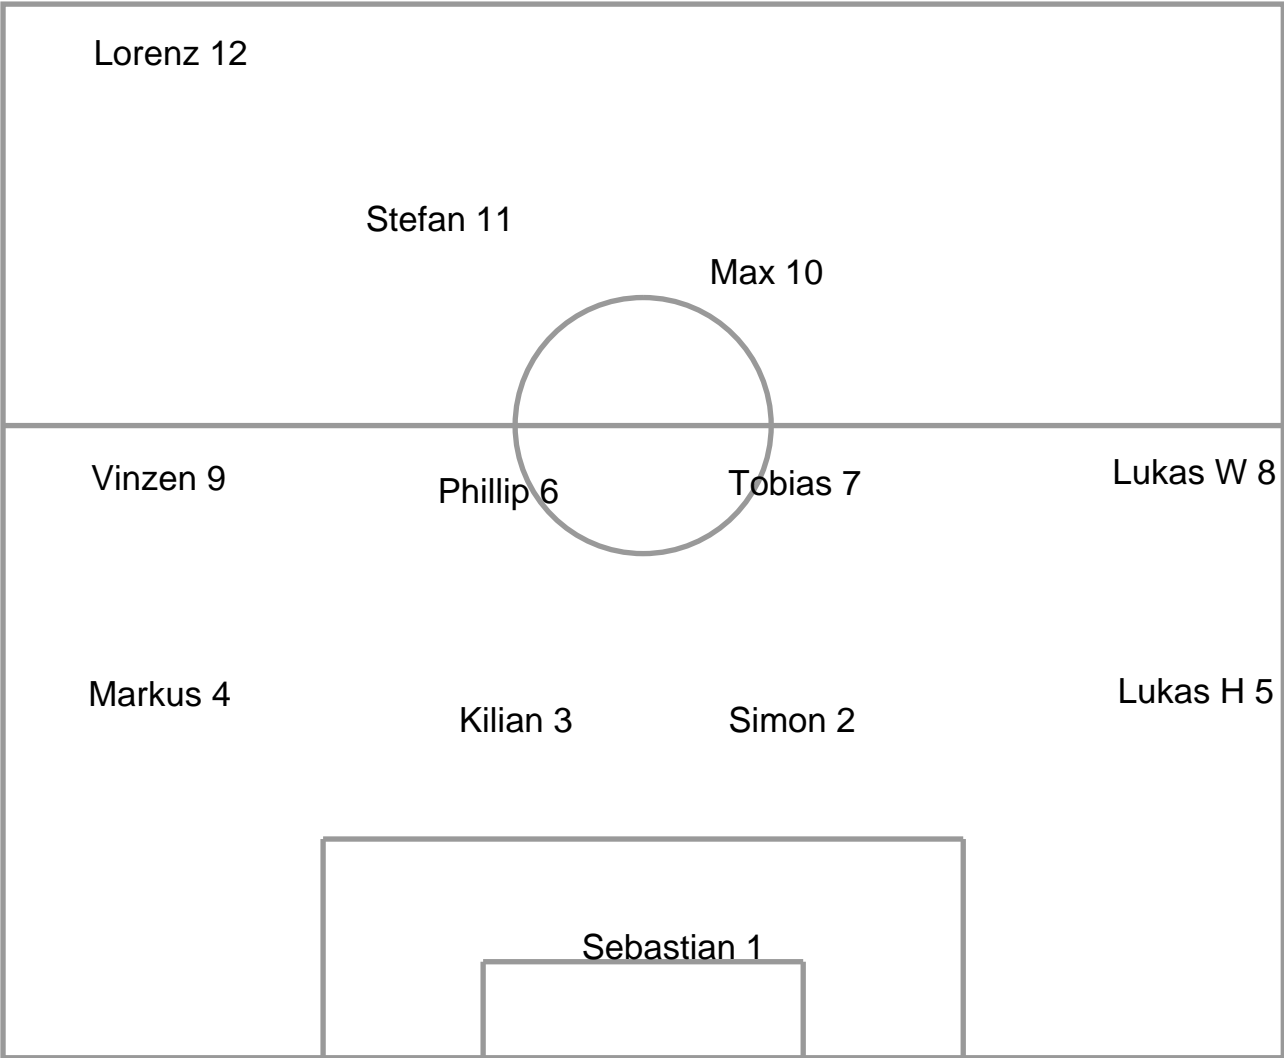 Lorenz 12
Stefan 11
Max 10
Vinzen 9
Phillip 6
Tobias 7
Lukas W 8
Markus 4
Kilian 3
Simon 2
Lukas H 5
Sebastian 1